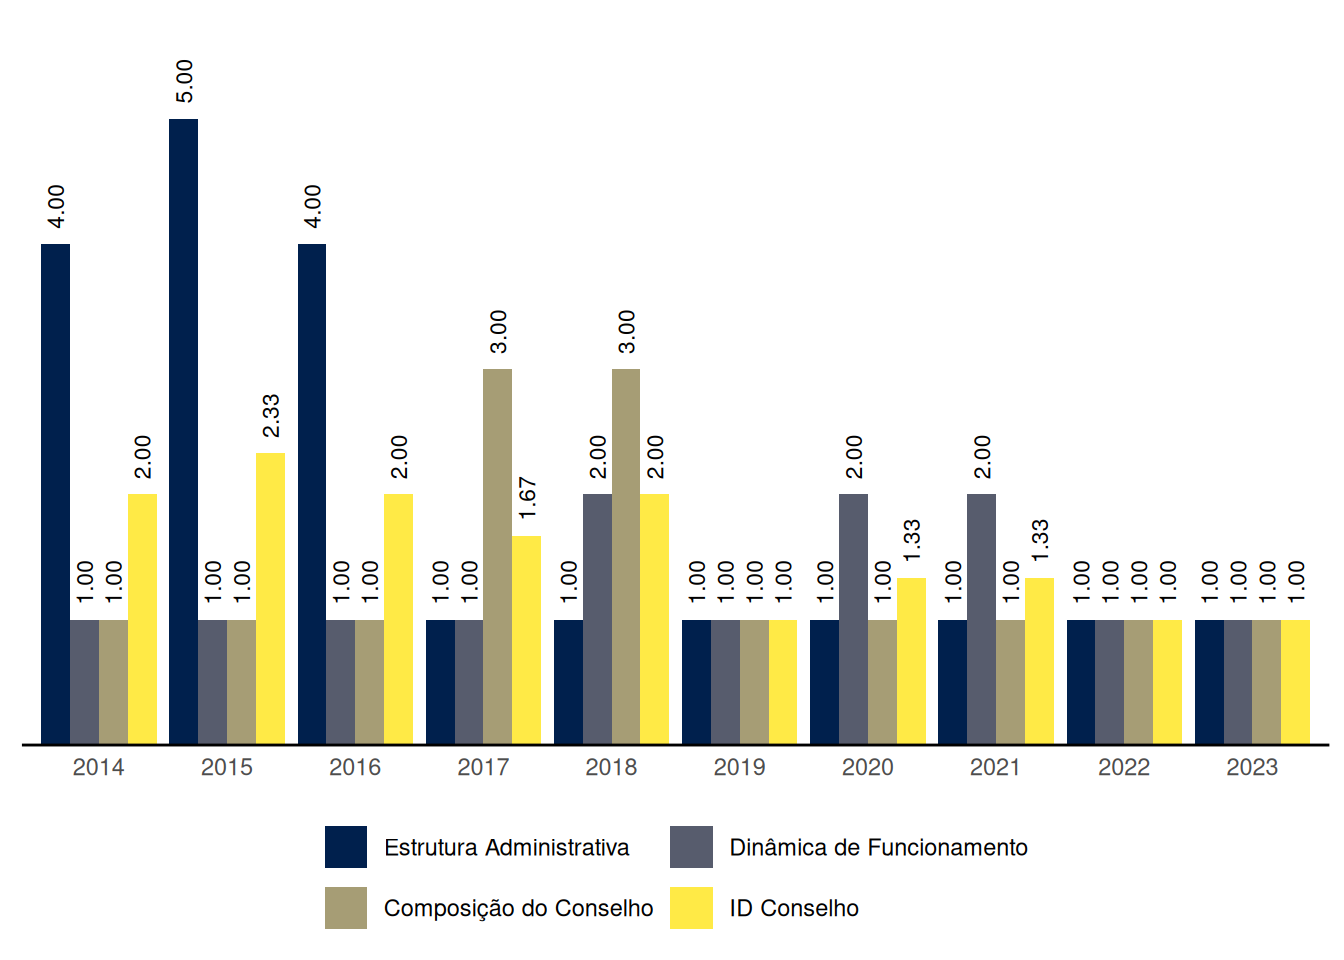 4.00 1.00 1.00 2.00 5.00 1.00 1.00 2.33 4.00 1.00 1.00 2.00 1.00 1.00 3.00 1.67 1.00 2.00 3.00 2.00 1.00 1.00 1.00 1.00 1.00 2.00 1.00 1.33 1.00 2.00 1.00 1.33 1.00 1.00 1.00 1.00 1.00 1.00 1.00 1.00
2014 2015 2016 2017 2018 2019 2020 2021 2022 2023
Estrutura Administrativa Dinâmica de Funcionamento
Composição do Conselho ID Conselho